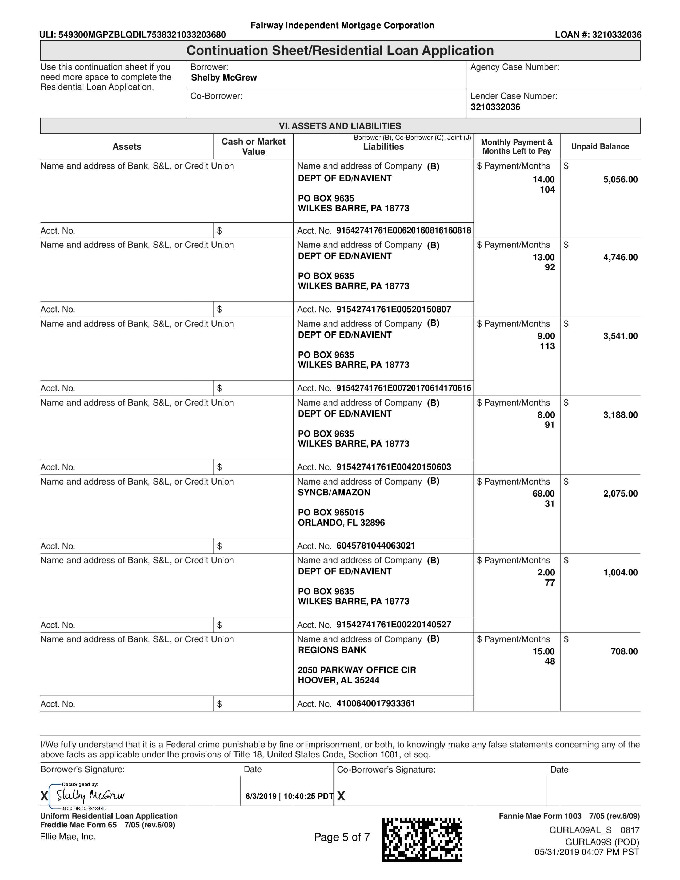 Fairway Independent Mortgage Corporation
ULI: 549300MGPZBLQDIL7538321033203680 LOAN #: 3210332036
Continuation Sheet/Residential Loan Application
Use this continuation sheet if you need more space to complete the Residential Loan Application.
Borrower:
Shelby McGrew
Co-Borrower:
Agency Case Number:
Lender Case Number:
3210332036
VI. ASSETS AND LIABILITIES
Assets
Cash or Market Value
Borrower (B), Co-Borrower (C), Joint (J)
Liabilities
Monthly Payment & Months Left to Pay
Unpaid Balance
Name and address of Bank, S&L, or Credit Union
Name and address of Company (B) $ Payment/Months $
DEPT OF ED/NAVIENT 14.00 5,056.00
104
PO BOX 9635
WILKES BARRE, PA 18773
Acct. No. $ Acct. No. 91542741761E00620160816160818
Name and address of Bank, S&L, or Credit Union
Name and address of Company (B) $ Payment/Months $
DEPT OF ED/NAVIENT 13.00 4,746.00
92
PO BOX 9635
WILKES BARRE, PA 18773
Acct. No. $ Acct. No. 91542741761E00520150807
Name and address of Bank, S&L, or Credit Union
Name and address of Company (B) $ Payment/Months $
DEPT OF ED/NAVIENT 9.00 3,541.00
113
PO BOX 9635
WILKES BARRE, PA 18773
Acct. No. $ Acct. No. 91542741761E00720170614170616
Name and address of Bank, S&L, or Credit Union
Name and address of Company (B) $ Payment/Months $
DEPT OF ED/NAVIENT 8.00 3,188.00
91
PO BOX 9635
WILKES BARRE, PA 18773
Acct. No. $ Acct. No. 91542741761E00420150603
Name and address of Bank, S&L, or Credit Union
Name and address of Company (B) $ Payment/Months $
SYNCB/AMAZON 68.00 2,075.00
31
PO BOX 965015
ORLANDO, FL 32896
Acct. No. $ Acct. No. 6045781044063021
Name and address of Bank, S&L, or Credit Union
Name and address of Company (B) $ Payment/Months $
DEPT OF ED/NAVIENT 2.00 1,004.00
77
PO BOX 9635
WILKES BARRE, PA 18773
Acct. No. $ Acct. No. 91542741761E00220140527
Name and address of Bank, S&L, or Credit Union
Name and address of Company (B) $ Payment/Months $
REGIONS BANK 15.00 708.00
48
2050 PARKWAY OFFICE CIR
HOOVER, AL 35244
Acct. No. $ Acct. No. 4100640017933361
I/We fully understand that it is a Federal crime punishable by fine or imprisonment, or both, to knowingly make any false statements concerning any of the
above facts as applicable under the provisions of Title 18, United States Code, Section 1001, et seq.
Borrower's Signature: Date Co-Borrower's Signature: Date
DocuSigned by:
X Shelby McGrew 6/3/2019 | 10:40:25 PDT X
Uniform Residential Loan Application
Freddie Mac Form 65 7/05 (rev.6/09)
Ellie Mae, Inc.
Page 5 of 7
Fannie Mae Form 1003 7/05 (rev.6/09)
GURLA09AL S 0817
GURLA09S (POD)
05/31/2019 04:07 PM PST